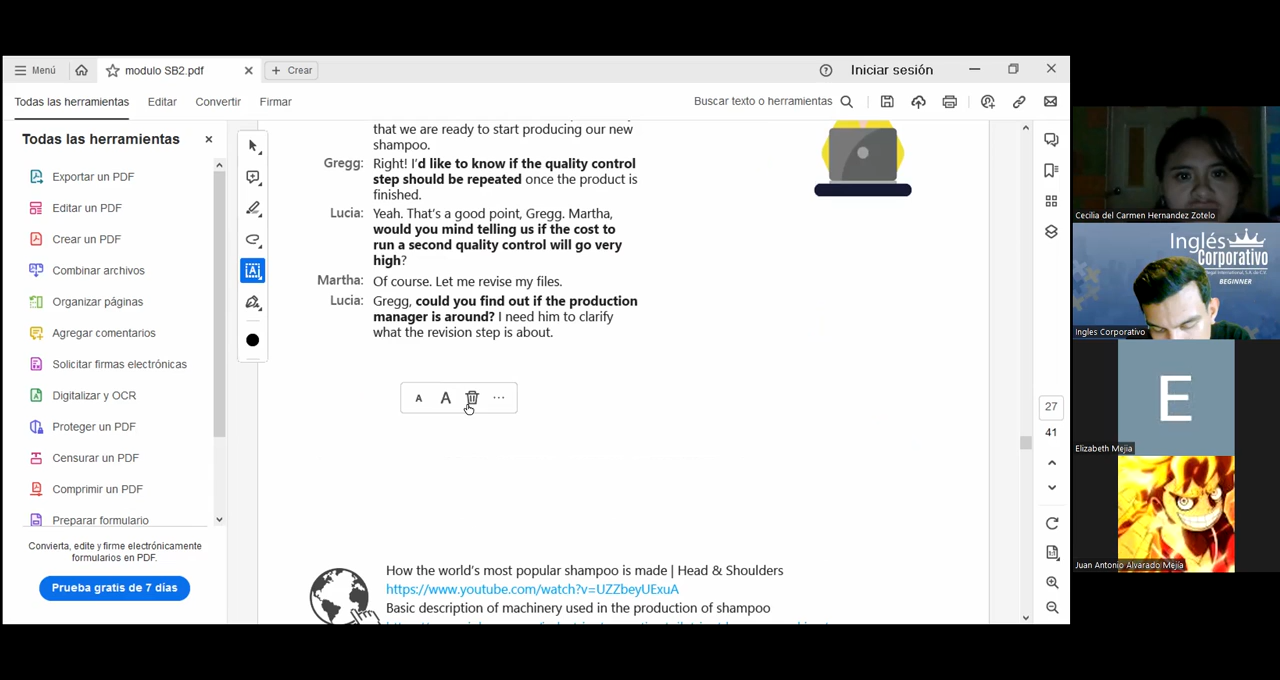 Menú
modulo SB2.pdf
Crear
Iniciar sesión
Todas las herramientas
Editar
Convertir
Firmar
Buscar texto o herramientas
Todas las herramientas
Exportar un PDF
Editar un PDF
Crear un PDF
Combinar archivos
Organizar páginas
Agregar comentarios
Solicitar firmas electrónicas
Digitalizar y OCR
Proteger un PDF
Censurar un PDF
Comprimir un PDF
Preparar formulario
Convierta, edite y firme electrónicamente
formularios en PDF.
Prueba gratis de 7 días
that we are ready to start producing our new
shampoo.
Gregg: Right! I'd like to know if the quality control
step should be repeated once the product is
finished.
Lucia: Yeah. That's a good point, Gregg. Martha,
would you mind telling us if the cost to
run a second quality control will go very
high?
Martha: Of course. Let me revise my files.
Lucia: Gregg, could you find out if the production
manager is around? I need him to clarify
what the revision step is about.
A A ...
How the world's most popular shampoo is made | Head & Shoulders
https://www.youtube.com/watch?v=UZZbeyUExuA
Basic description of machinery used in the production of shampoo
27
41
Cecilia del Carmen Hernandez Zotelo
Inglés
Corporativo
BEGINNER
Ingles Corporativo
E
Elizabeth Mejia
Juan Antonio Alvarado Mejía